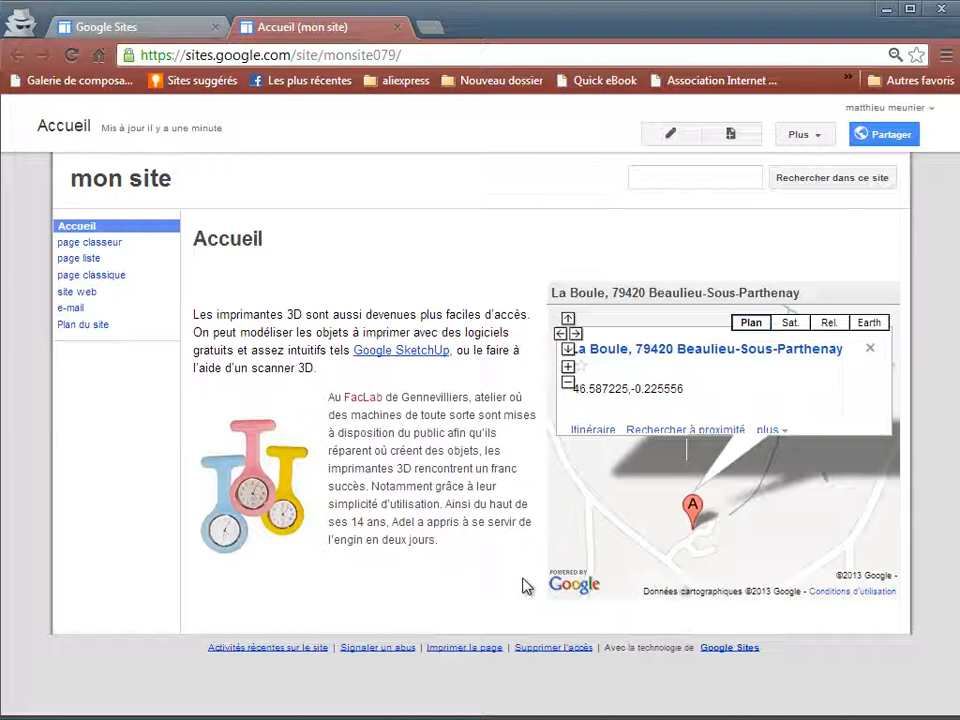 Google Sites
Accueil (mon site)
https://sites.google.com/site/monsite079/
Galerie de composa...
Sites suggérés
Les plus récentes
aliexpress
Nouveau dossier
Quick eBook
Association Internet ...
»
Autres favoris
matthieu meunier
Accueil Mis à jour il y a une minute
Plus
Partager
mon site
Rechercher dans ce site
Accueil
page classeur
page liste
page classique
site web
e-mail
Plan du site
Accueil
Les imprimantes 3D sont aussi devenues plus faciles d'accès.
On peut modéliser les objets à imprimer avec des logiciels
gratuits et assez intuitifs tels Google SketchUp, ou le faire à
l'aide d'un scanner 3D.
Au FacLab de Gennevilliers, atelier où
des machines de toute sorte sont mises
à disposition du public afin qu'ils
réparent où créent des objets, les
imprimantes 3D rencontrent un franc
succès. Notamment grâce à leur
simplicité d'utilisation. Ainsi du haut de
ses 14 ans, Adel a appris à se servir de
l'engin en deux jours.
La Boule, 79420 Beaulieu-Sous-Parthenay
Plan Sat. Rel. Earth
La Boule, 79420 Beaulieu-Sous-Parthenay
46.587225,-0.225556
Itinéraire Rechercher à proximité plus
A
POWERED BY
Google
©2013 Google -
Données cartographiques ©2013 Google - Conditions d'utilisation
Activités récentes sur le site | Signaler un abus | Imprimer la page | Supprimer l'accès | Avec la technologie de Google Sites